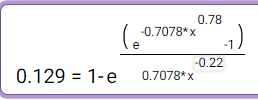 0.129 = 1-e (e -0.7078*x 0.78 -1)
0.7078*x -0.22